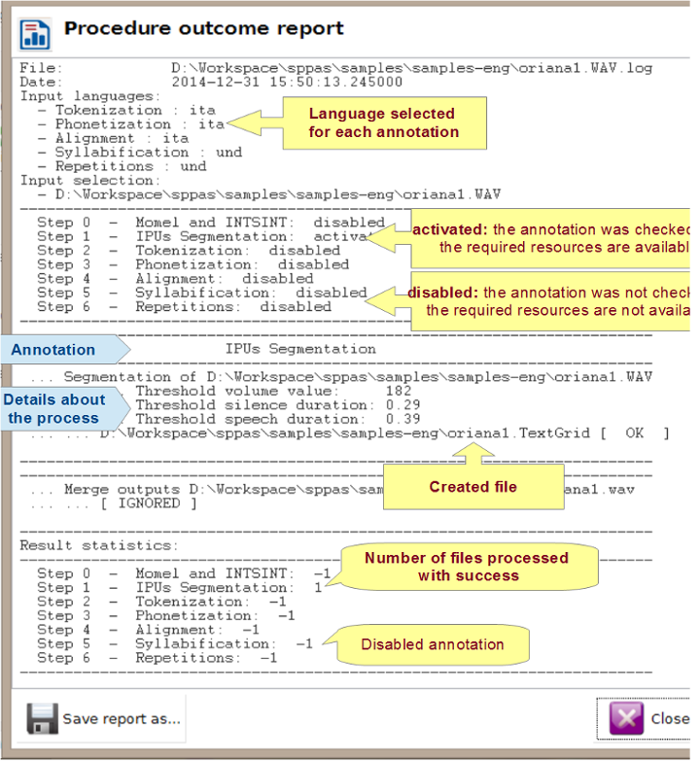 Procedure outcome report
File: D:\Workspace\sppas\samples\samples-eng\oriana1.WAV.log
Date: 2014-12-31 15:50:13.245000
Input languages:
- Tokenization : ita
- Phonetization : ita
- Alignment : ita
- Syllabification : und
- Repetitions : und
Language selected
for each annotation
Input selection:
- D:\Workspace\sppas\samples\samples-eng\oriana1.WAV
Step 0 - Momel and INTSINT: disabled
Step 1 - IPUs Segmentation: activat
Step 2 - Tokenization: disabled
Step 3 - Phonetization: disabled
Step 4 - Alignment: disabled
Step 5 - Syllabification: disabled
Step 6 - Repetitions: disabled
activated: the annotation was checked
the required resources are availabl
disabled: the annotation was not check
the required resources are not availa
Annotation
IPUs Segmentation
... Segmentation of D:\Workspace\sppas\samples\samples-eng\oriana1.WAV
Details about
the process
Threshold volume value: 182
Threshold silence duration: 0.29
Threshold speech duration: 0.39
... ... D:\Workspace\sppas\samples\samples-eng\oriana1.TextGrid [ OK ]
Created file
... Merge outputs D:\Workspace\sppas\sam ana1.wav
... ... [ IGNORED ]
Result statistics:
Number of files processed
with success
Step 0 - Momel and INTSINT: -1
Step 1 - IPUs Segmentation: 1
Step 2 - Tokenization: -1
Step 3 - Phonetization: -1
Step 4 - Alignment: -1
Step 5 - Syllabification: -1
Step 6 - Repetitions: -1
Disabled annotation
Save report as...
Close